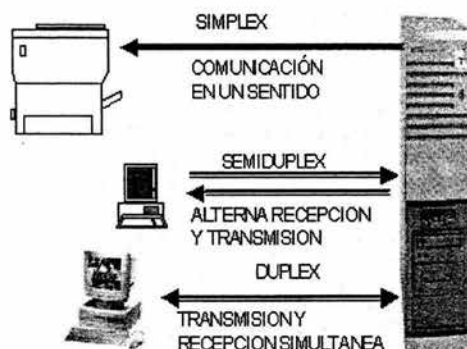 SIMPLEX
COMUNICACIÓN
EN UN SENTIDO
SEMIDUPLEX
ALTERNA RECEPCION
Y TRANSMISION
DUPLEX
TRANSMISION Y
RECEPCION SIMULTANEA